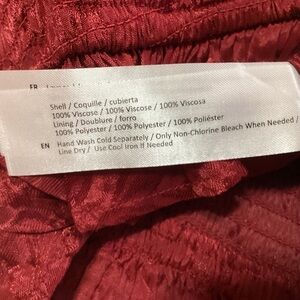 FR
Shell / Coquille / cubierta
100% Viscose / 100% Viscose / 100% Viscosa
Lining / Doublure / forro
100% Polyester / 100% Polyester / 100% Poliéster
EN Hand Wash Cold Separately / Only Non-Chlorine Bleach When Needed /
Line Dry / Use Cool Iron If Needed